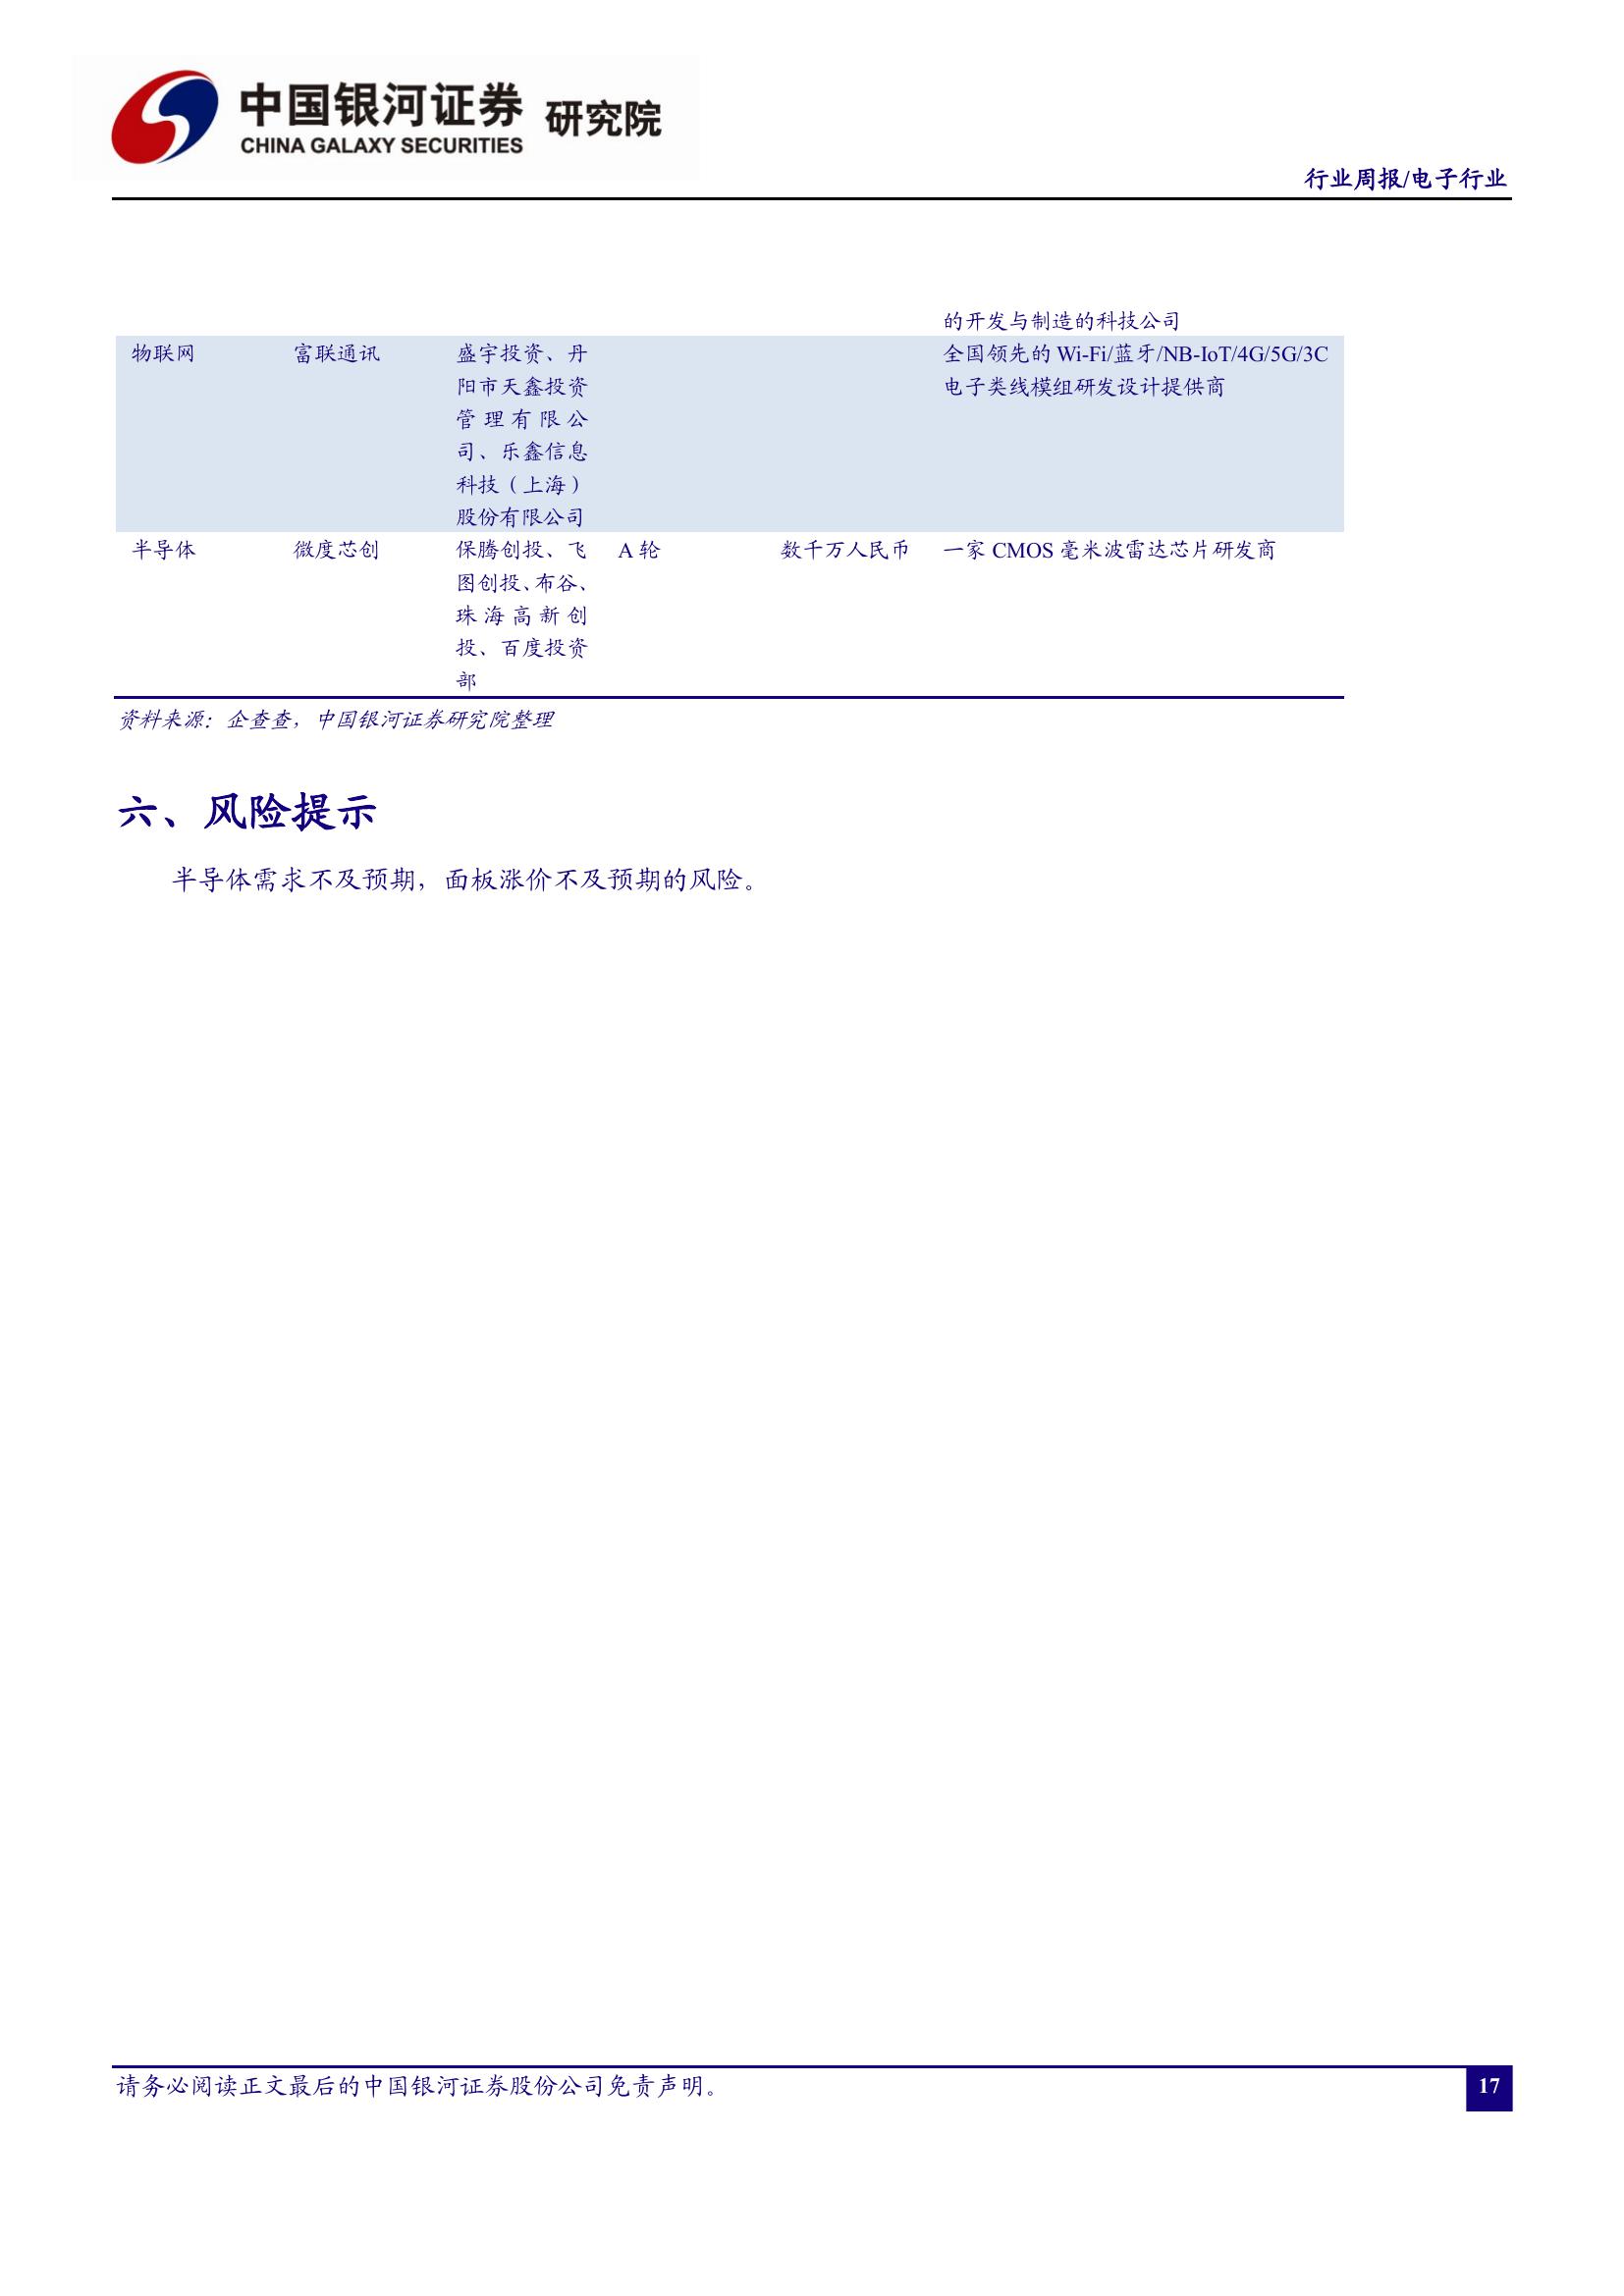 中国银河证券 研究院
CHINA GALAXY SECURITIES
行业周报/电子行业
的开发与制造的科技公司
物联网 富联通讯 盛宇投资、丹 全国领先的 Wi-Fi/蓝牙/NB-IoT/4G/5G/3C
阳市天鑫投资 电子类线模组研发设计提供商
管理有限公
司、乐鑫信息
科技（上海）
股份有限公司
半导体 微度芯创 保腾创投、飞 A 轮 数千万人民币 一家 CMOS 毫米波雷达芯片研发商
图创投、布谷、
珠海高新创
投、百度投资
部
资料来源：企查查，中国银河证券研究院整理
六、风险提示
半导体需求不及预期，面板涨价不及预期的风险。
请务必阅读正文最后的中国银河证券股份公司免责声明。
17